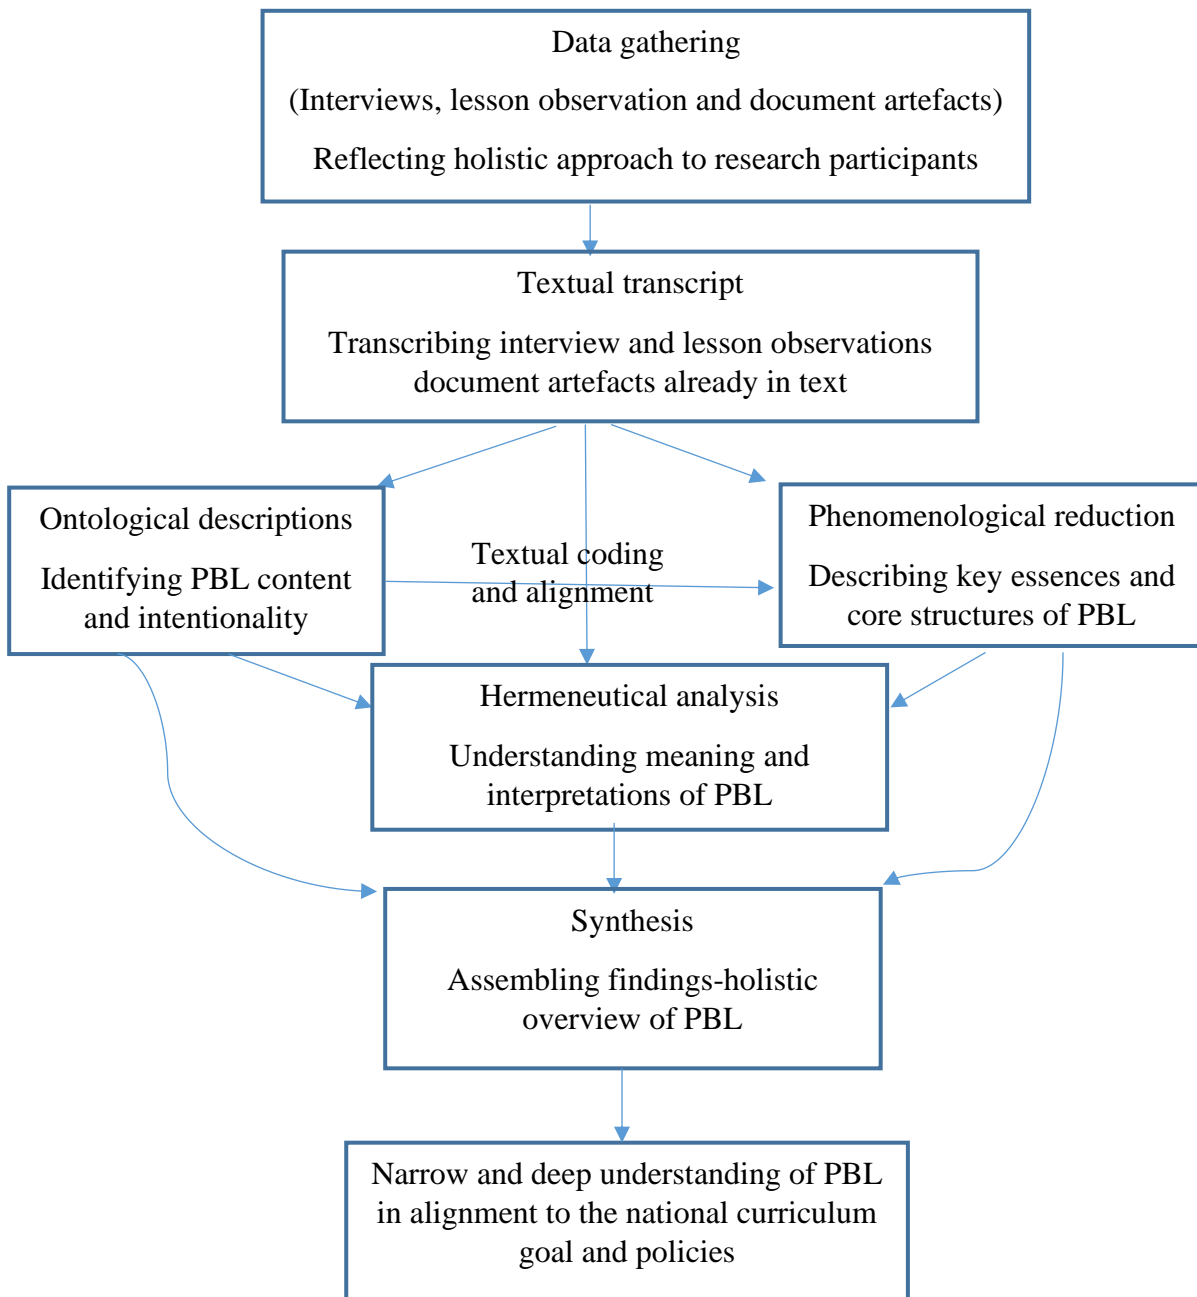 Data gathering
(Interviews, lesson observation and document artefacts)
Reflecting holistic approach to research participants
Textual transcript
Transcribing interview and lesson observations
document artefacts already in text
Ontological descriptions
Identifying PBL content
and intentionality
Textual coding
and alignment
Phenomenological reduction
Describing key essences and
core structures of PBL
Hermeneutical analysis
Understanding meaning and
interpretations of PBL
Synthesis
Assembling findings-holistic
overview of PBL
Narrow and deep understanding of PBL
in alignment to the national curriculum
goal and policies